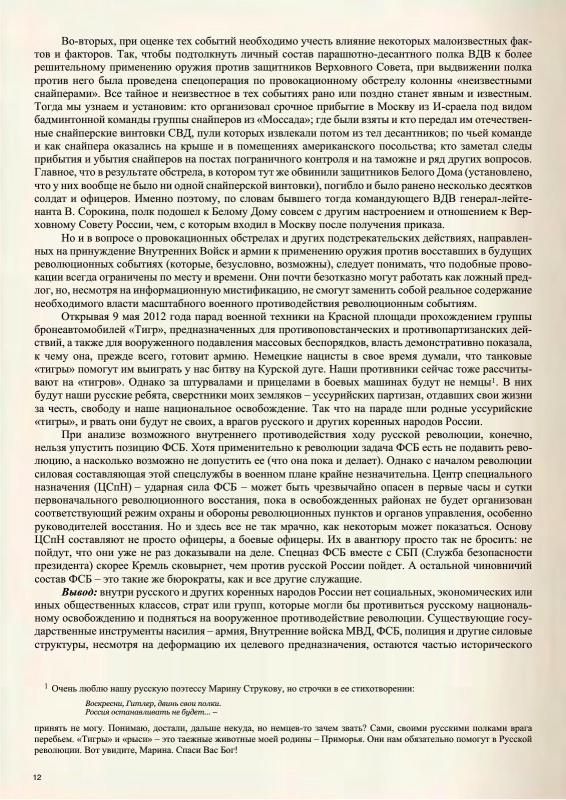 Во-вторых, при оценке тех событий необходимо учесть влияние некоторых малоизвестных фак-
тов и факторов. Так, чтобы подтолкнуть личный состав парашютно-десантного полка ВДВ к более
решительному применению оружия против защитников Верховного Совета, при выдвижении полка
против него была проведена спецоперация по провокационному обстрелу колонны «неизвестными
снайперами». Все тайное и неизвестное в тех событиях рано или поздно станет явным и известным.
Тогда мы узнаем и установим: кто организовал срочное прибытие в Москву из И-сраела под видом
бадминтонной команды группы снайперов из «Моссада»; где были взяты и кто передал им отечествен-
ные снайперские винтовки СВД, пули которых извлекали потом из тел десантников; по чьей команде
и как снайпера оказались на крыше и в помещениях американского посольства; кто заметал следы
прибытия и убытия снайперов на постах пограничного контроля и на таможне и ряд других вопросов.
Главное, что в результате обстрела, в котором тут же обвинили защитников Белого Дома (установлено,
что у них вообще не было ни одной снайперской винтовки), погибло и было ранено несколько десятков
солдат и офицеров. Именно поэтому, по словам бывшего тогда командующего ВДВ генерал-лейте-
нанта В. Сорокина, полк подошел к Белому Дому совсем с другим настроением и отношением к Вер-
ховному Совету России, чем, с которым входил в Москву после получения приказа.
Но и в вопросе о провокационных обстрелах и других подстрекательских действиях, направлен-
ных на принуждение Внутренних Войск и армии к применению оружия против восставших в будущих
революционных событиях (которые, безусловно, возможны), следует понимать, что подобные прово-
кации всегда ограничены по месту и времени. Они почти безотказно могут работать как ложный пред-
лог, но, несмотря на информационную мистификацию, не смогут заменить собой реальное содержание
необходимого власти масштабного военного противодействия революционным событиям.
Открывая 9 мая 2012 года парад военной техники на Красной площади прохождением группы
бронеавтомобилей «Тигр», предназначенных для противоповстанческих и противопартизанских дей-
ствий, а также для вооруженного подавления массовых беспорядков, власть демонстративно показала,
к чему она, прежде всего, готовит армию. Немецкие нацисты в свое время думали, что танковые
«тигры» помогут им выиграть у нас битву на Курской дуге. Наши противники сейчас тоже рассчиты-
вают на «тигров». Однако за штурвалами и прицелами в боевых машинах будут не немцы¹. В них
будут наши русские ребята, сверстники моих земляков – уссурийских партизан, отдавших свои жизни
за честь, свободу и наше национальное освобождение. Так что на параде шли родные уссурийские
«тигры», и рвать они будут не своих, а врагов русского и других коренных народов России.
При анализе возможного внутреннего противодействия ходу русской революции, конечно,
нельзя упустить позицию ФСБ. Хотя применительно к революции задача ФСБ есть не подавить рево-
люцию, а насколько возможно не допустить ее (что она пока и делает). Однако с началом революции
силовая составляющая этой спецслужбы в военном плане крайне незначительна. Центр специального
назначения (ЦСпН) – ударная сила ФСБ – может быть чрезвычайно опасен в первые часы и сутки
первоначального революционного восстания, пока в освобожденных районах не будет организован
соответствующий режим охраны и обороны революционных пунктов и органов управления, особенно
руководителей восстания. Но и здесь все не так мрачно, как некоторым может показаться. Основу
ЦСпН составляют не просто офицеры, а боевые офицеры. Их в авантюру просто так не бросить: не
пойдут, что они уже не раз доказывали на деле. Спецназ ФСБ вместе с СБП (Служба безопасности
президента) скорее Кремль сковырнет, чем против русской России пойдет. А остальной чиновничий
состав ФСБ – это такие же бюрократы, как и все другие служащие.
Вывод: внутри русского и других коренных народов России нет социальных, экономических или
иных общественных классов, страт или групп, которые могли бы противиться русскому националь-
ному освобождению и подняться на вооруженное противодействие революции. Существующие госу-
дарственные инструменты насилия – армия, Внутренние войска МВД, ФСБ, полиция и другие силовые
структуры, несмотря на деформацию их целевого предназначения, остаются частью исторического
¹ Очень люблю нашу русскую поэтессу Марину Струкову, но строчки в ее стихотворении:
Воскресни, Гитлер, двинь свои полки.
Россия останавливать не будет... –
принять не могу. Понимаю, достали, дальше некуда, но немцев-то зачем звать? Сами, своими русскими полками врага
перебьем. «Тигры» и «рыси» – это таежные животные моей родины – Приморья. Они нам обязательно помогут в Русской
революции. Вот увидите, Марина. Спаси Вас Бог!
12